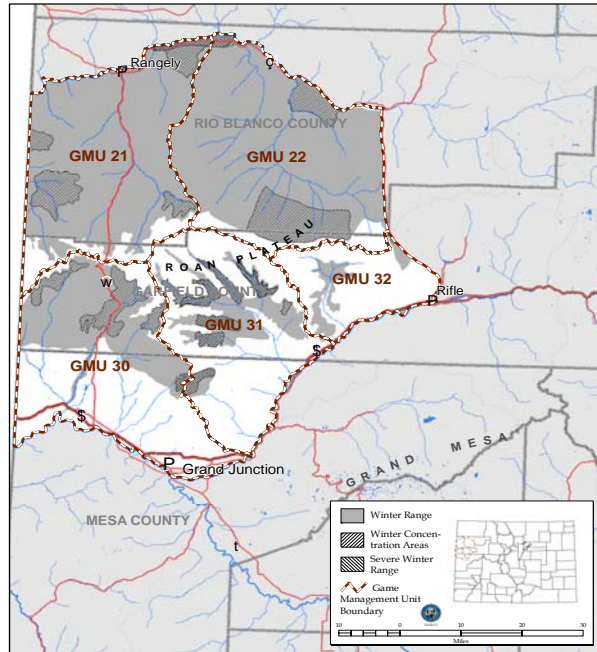 Rangely
P
ç
RIO BLANCO COUNTY
GMU 21
GMU 22
ROAN PLATEAU
GMU 32
W
GARFIELD COUNTY
Rifle
P
GMU 31
$
GMU 30
$
P
Grand Junction
GRAND MESA
MESA COUNTY
t
Winter Range
Winter Concen-
tration Areas
Severe Winter
Range
Game
Management Unit
Boundary
10 0 10 20 30
Miles